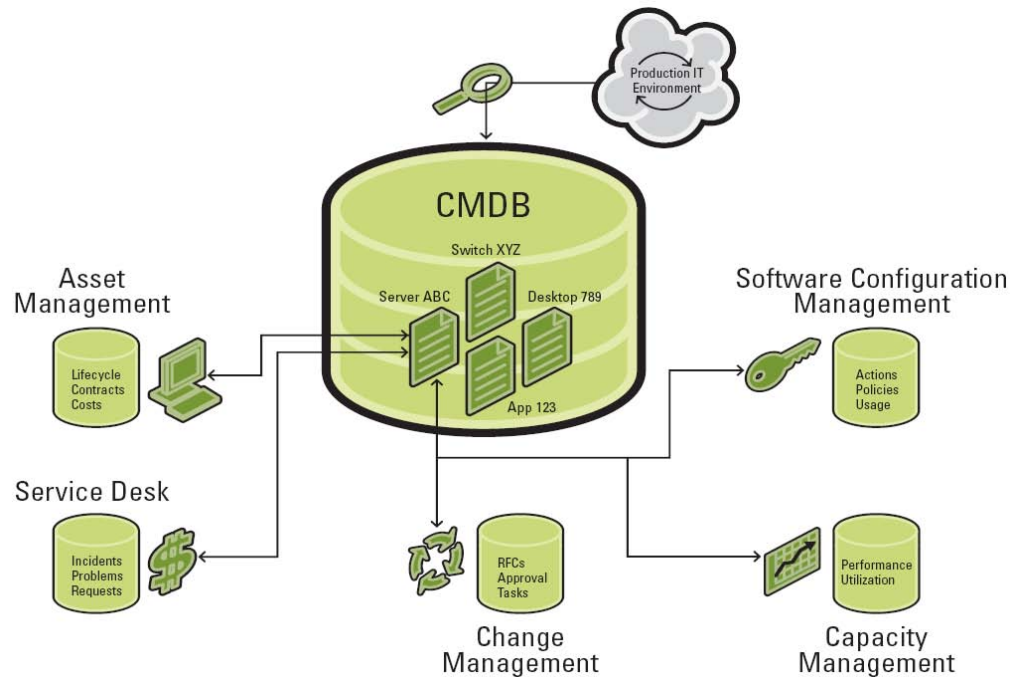 Production IT
Environment
CMDB
Switch XYZ
Server ABC
Desktop 789
App 123
Asset
Management
Lifecycle
Contracts
Costs
Software Configuration
Management
Actions
Policies
Usage
Service Desk
Incidents
Problems
Requests
RFCs
Approval
Tasks
Change
Management
Performance
Utilization
Capacity
Management